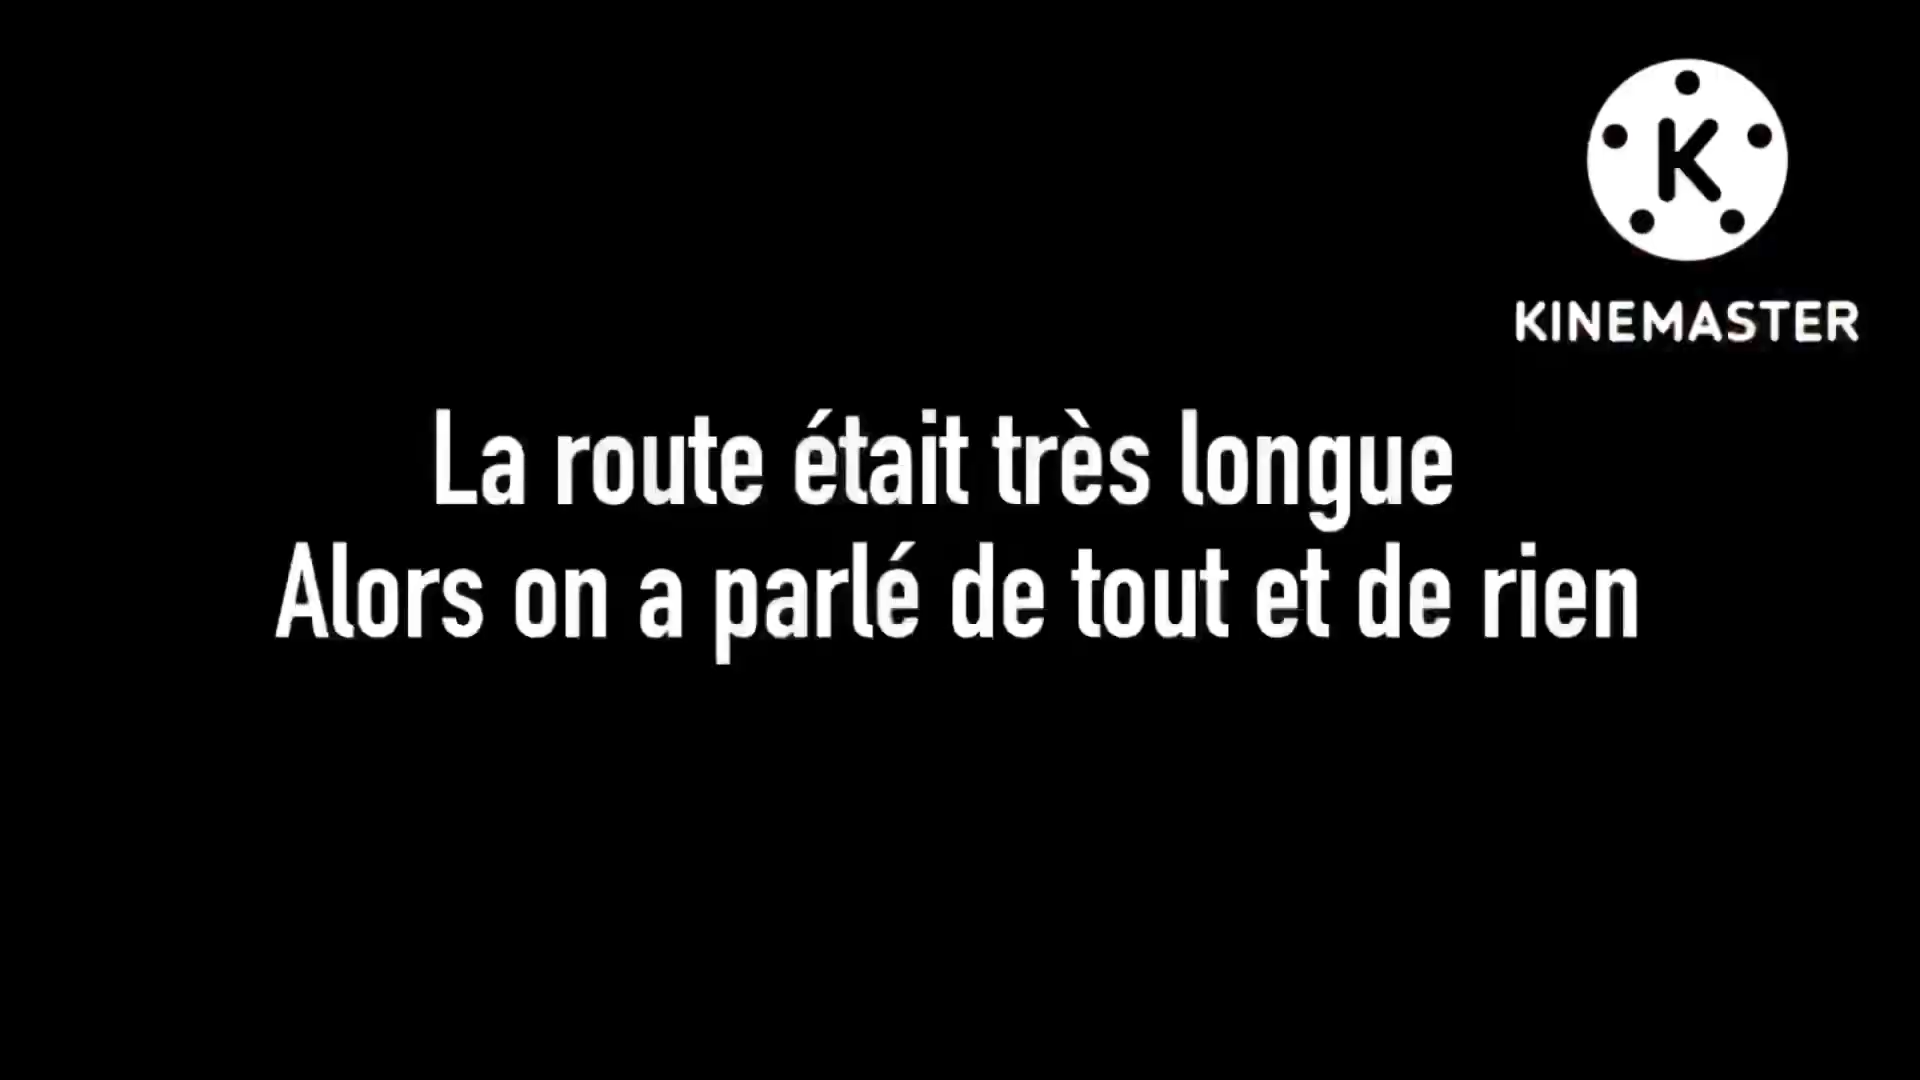 K
KINEMASTER
La route était très longue
Alors on a parlé de tout et de rien